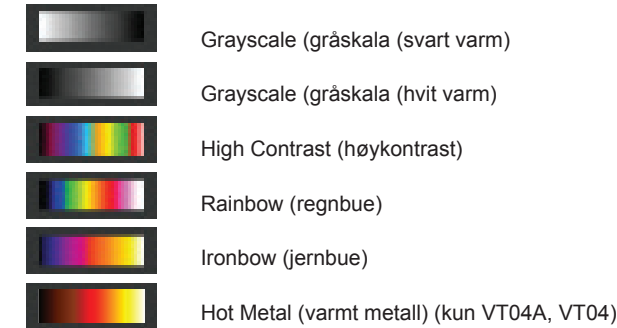 Grayscale (gråskala (svart varm)
Grayscale (gråskala (hvit varm)
High Contrast (høykontrast)
Rainbow (regnbue)
Ironbow (jernbue)
Hot Metal (varmt metall) (kun VT04A, VT04)